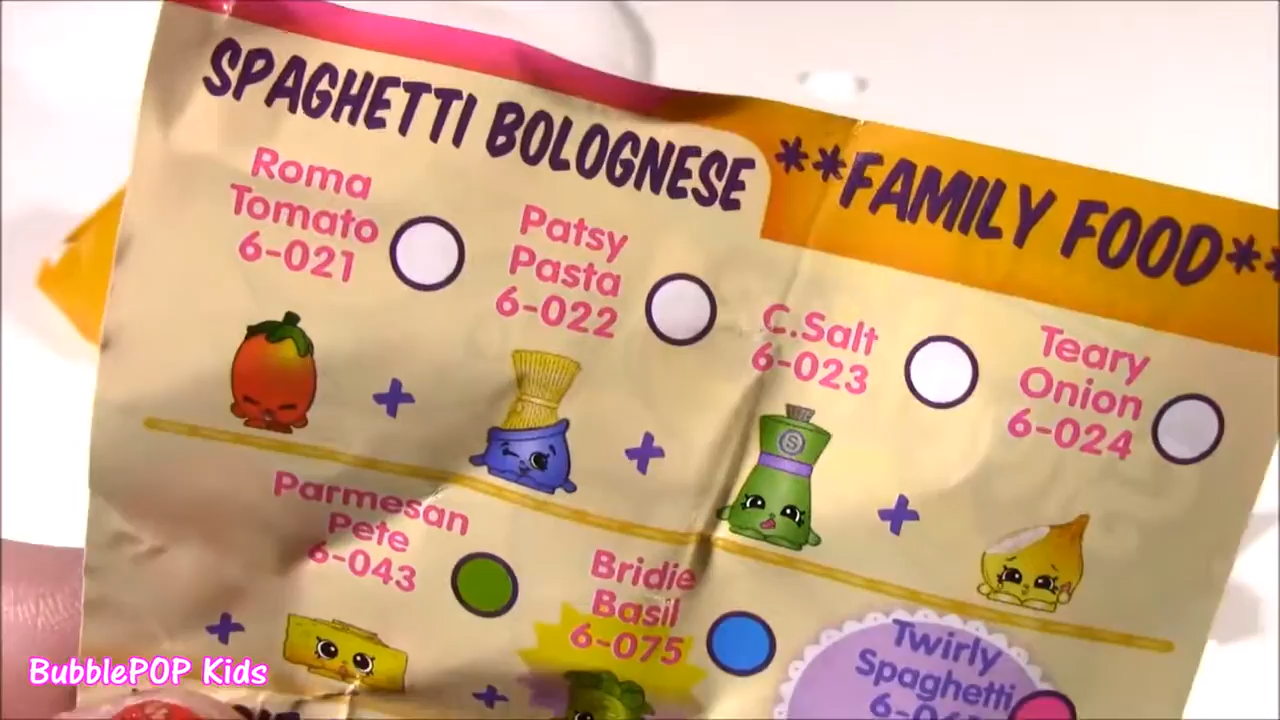 SPAGHETTI BOLOGNESE
**FAMILY FOOD**
Roma
Tomato
6-021
Patsy
Pasta
6-022
C.Salt
6-023
Teary
Onion
6-024
+
+
+
S
Parmesan
Pete
6-043
Bridie
Basil
6-075
Twirly
Spaghetti
+
+
BubblePOP Kids